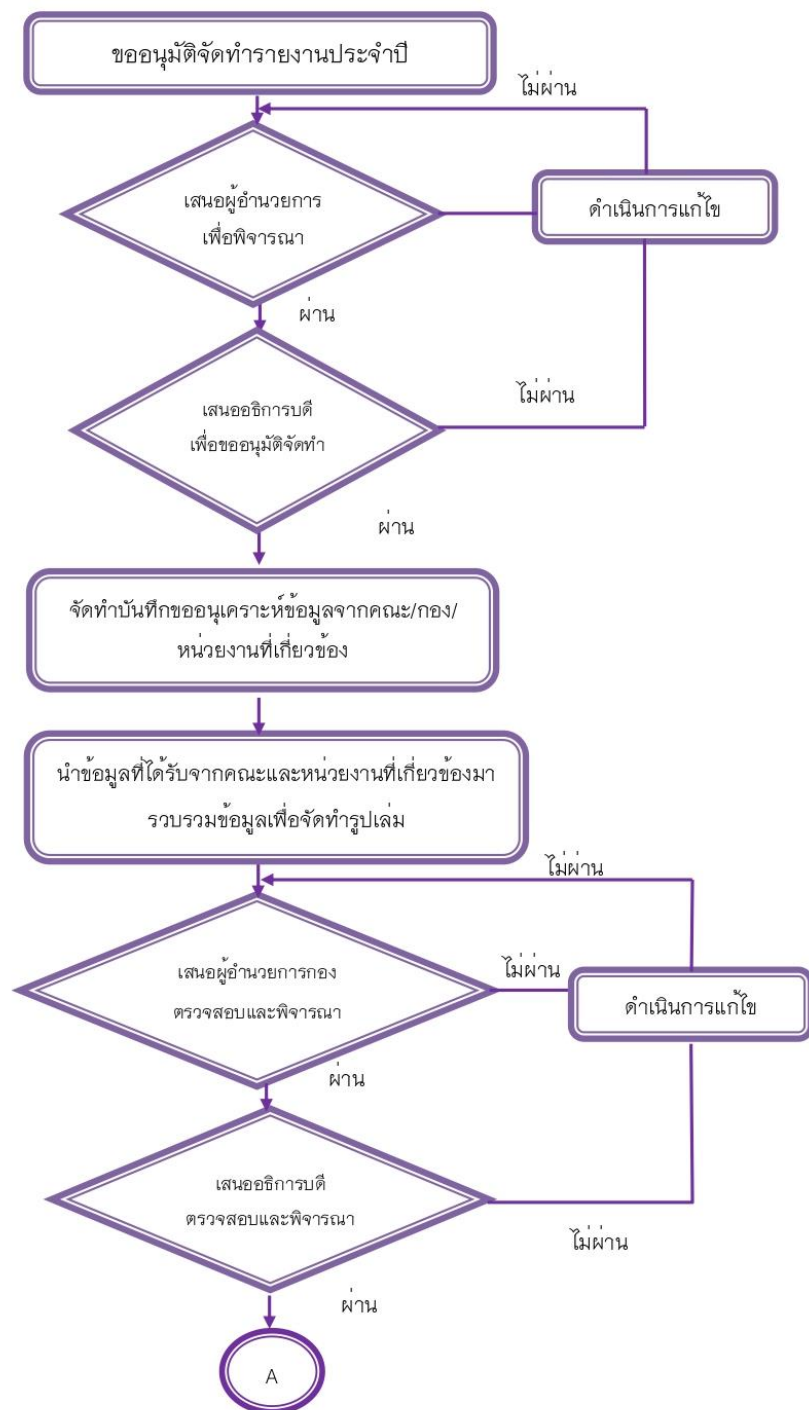 ขออนุมัติจัดทำรายงานประจำปี
ไม่ผ่าน
เสนอผู้อำนวยการ
เพื่อพิจารณา
ดำเนินการแก้ไข
ผ่าน
เสนออธิการบดี
เพื่อขออนุมัติจัดทำ
ไม่ผ่าน
ผ่าน
จัดทำบันทึกขออนุเคราะห์ข้อมูลจากคณะ/กอง/
หน่วยงานที่เกี่ยวข้อง
นำข้อมูลที่ได้รับจากคณะและหน่วยงานที่เกี่ยวข้องมา
รวบรวมข้อมูลเพื่อจัดทำรูปเล่ม
ไม่ผ่าน
เสนอผู้อำนวยการกอง
ตรวจสอบและพิจารณา
ไม่ผ่าน
ดำเนินการแก้ไข
ผ่าน
เสนออธิการบดี
ตรวจสอบและพิจารณา
ไม่ผ่าน
ผ่าน
A